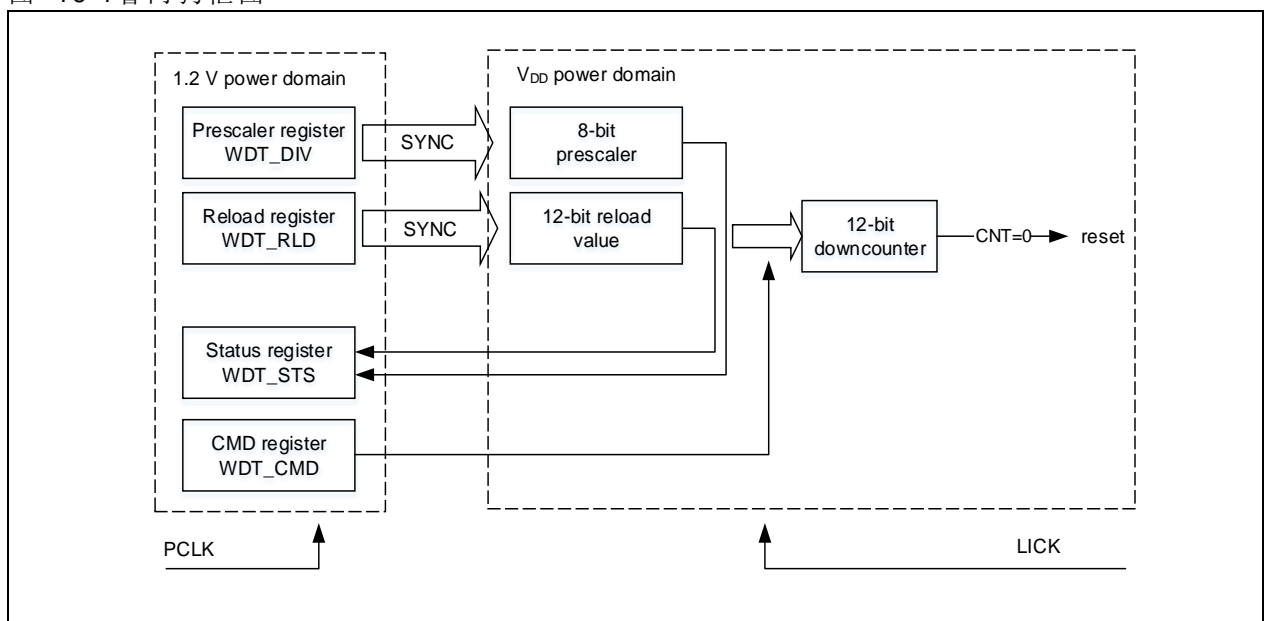 1.2 V power domain
V_DD power domain
Prescaler register
WDT_DIV
SYNC
8-bit
prescaler
Reload register
WDT_RLD
SYNC
12-bit reload
value
12-bit
downcounter
CNT=0
reset
Status register
WDT_STS
CMD register
WDT_CMD
PCLK
LICK